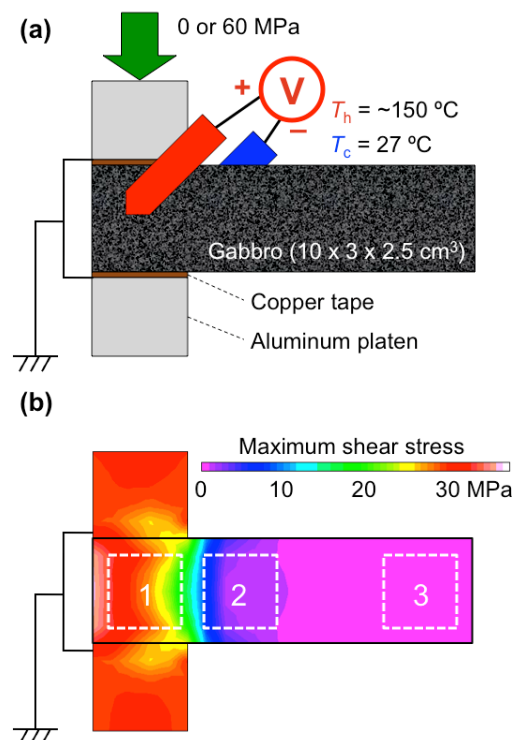 (a)
0 or 60 MPa
+
V
−
Th = ~150 ºC
Tc = 27 ºC
Gabbro (10 x 3 x 2.5 cm³)
Copper tape
Aluminum platen
(b)
Maximum shear stress
0 10 20 30 MPa
1 2 3